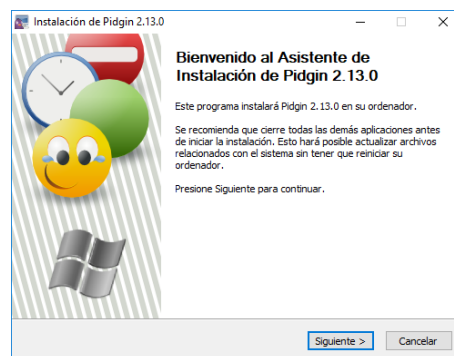 Instalación de Pidgin 2.13.0
Bienvenido al Asistente de
Instalación de Pidgin 2.13.0
Este programa instalará Pidgin 2.13.0 en su ordenador.
Se recomienda que cierre todas las demás aplicaciones antes
de iniciar la instalación. Esto hará posible actualizar archivos
relacionados con el sistema sin tener que reiniciar su
ordenador.
Presione Siguiente para continuar.
Siguiente >
Cancelar